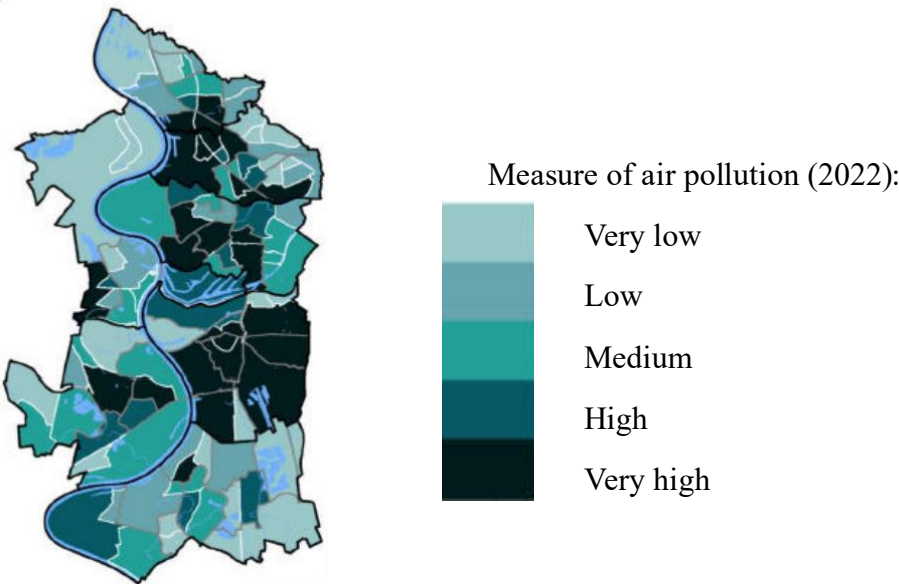 Measure of air pollution (2022):
Very low
Low
Medium
High
Very high